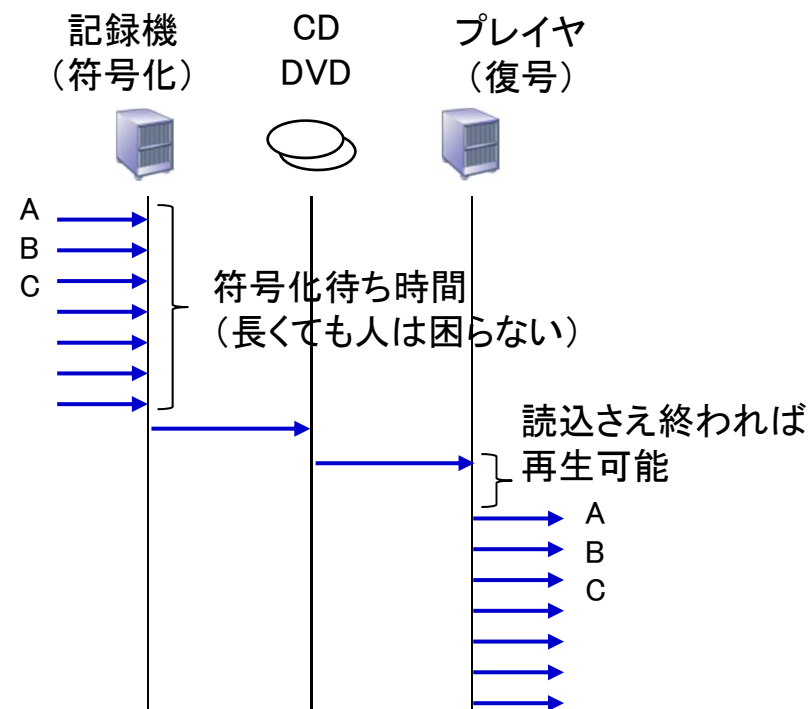 記録機
（符号化）
CD
DVD
プレイヤ
（復号）
A
B
C
符号化待ち時間
（長くても人は困らない）
読込さえ終われば
再生可能
A
B
C